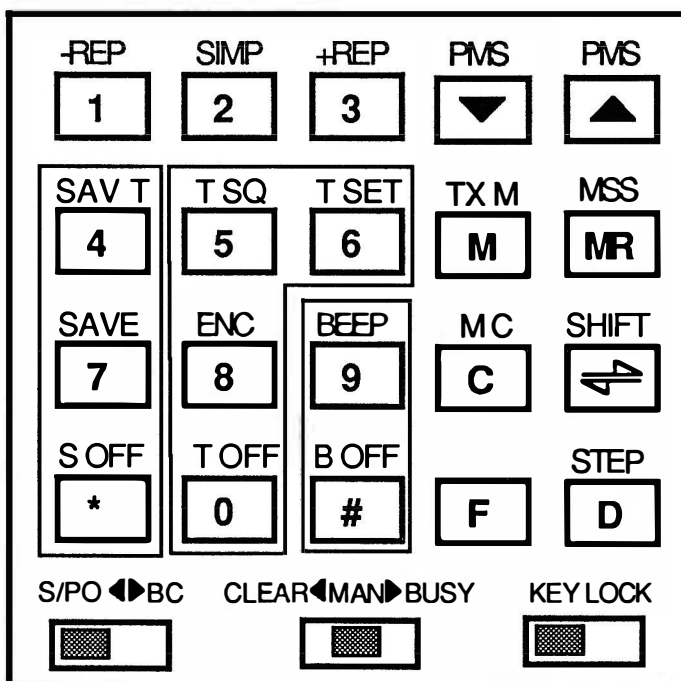 -REP SIMP +REP PMS PMS
1 2 3 ▼ ▲
SAV T T SQ T SET TX M MSS
4 5 6 M MR
SAVE ENC BEEP M C SHIFT
7 8 9 C ⇌
S OFF T OFF B OFF STEP
* 0 # F D
S/PO ◀▶ BC CLEAR◀MAN▶BUSY KEY LOCK